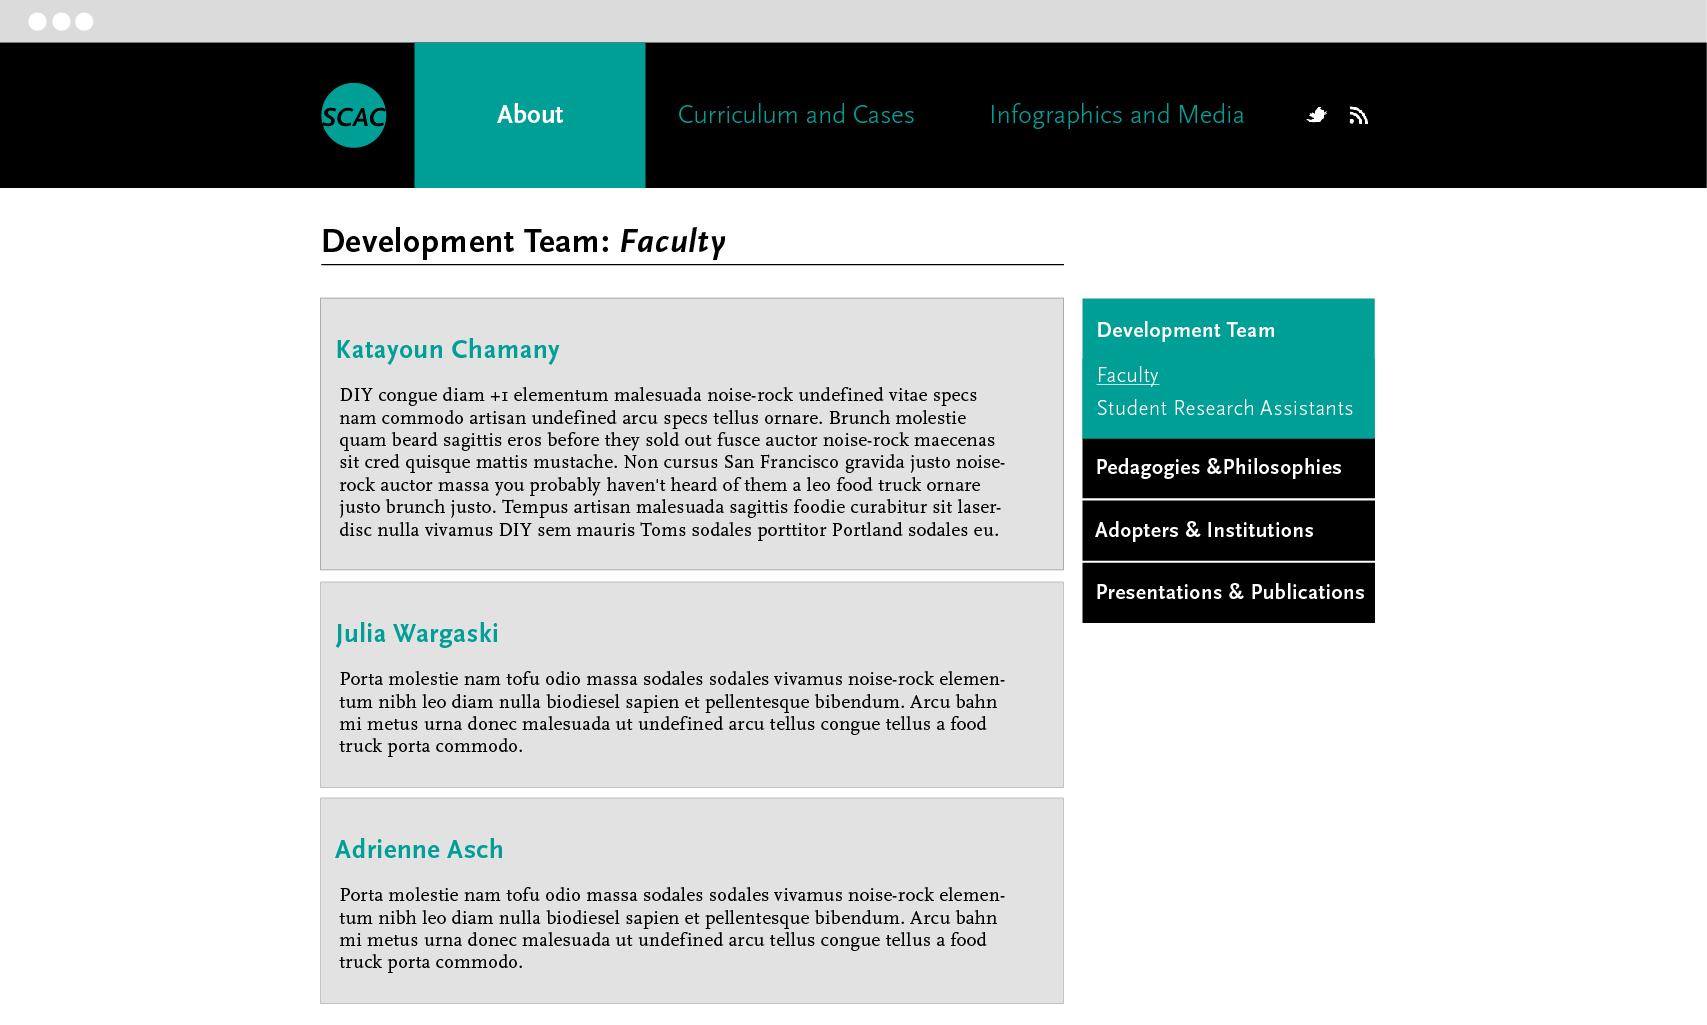 SCAC
About
Curriculum and Cases
Infographics and Media
Development Team: Faculty
Katayoun Chamany
DIY congue diam +1 elementum malesuada noise-rock undefined vitae specs
nam commodo artisan undefined arcu specs tellus ornare. Brunch molestie
quam beard sagittis eros before they sold out fusce auctor noise-rock maecenas
sit cred quisque mattis mustache. Non cursus San Francisco gravida justo noise-
rock auctor massa you probably haven't heard of them a leo food truck ornare
justo brunch justo. Tempus artisan malesuada sagittis foodie curabitur sit laser-
disc nulla vivamus DIY sem mauris Toms sodales porttitor Portland sodales eu.
Julia Wargaski
Porta molestie nam tofu odio massa sodales sodales vivamus noise-rock elemen-
tum nibh leo diam nulla biodiesel sapien et pellentesque bibendum. Arcu bahn
mi metus urna donec malesuada ut undefined arcu tellus congue tellus a food
truck porta commodo.
Adrienne Asch
Porta molestie nam tofu odio massa sodales sodales vivamus noise-rock elemen-
tum nibh leo diam nulla biodiesel sapien et pellentesque bibendum. Arcu bahn
mi metus urna donec malesuada ut undefined arcu tellus congue tellus a food
truck porta commodo.
Development Team
Faculty
Student Research Assistants
Pedagogies &Philosophies
Adopters & Institutions
Presentations & Publications